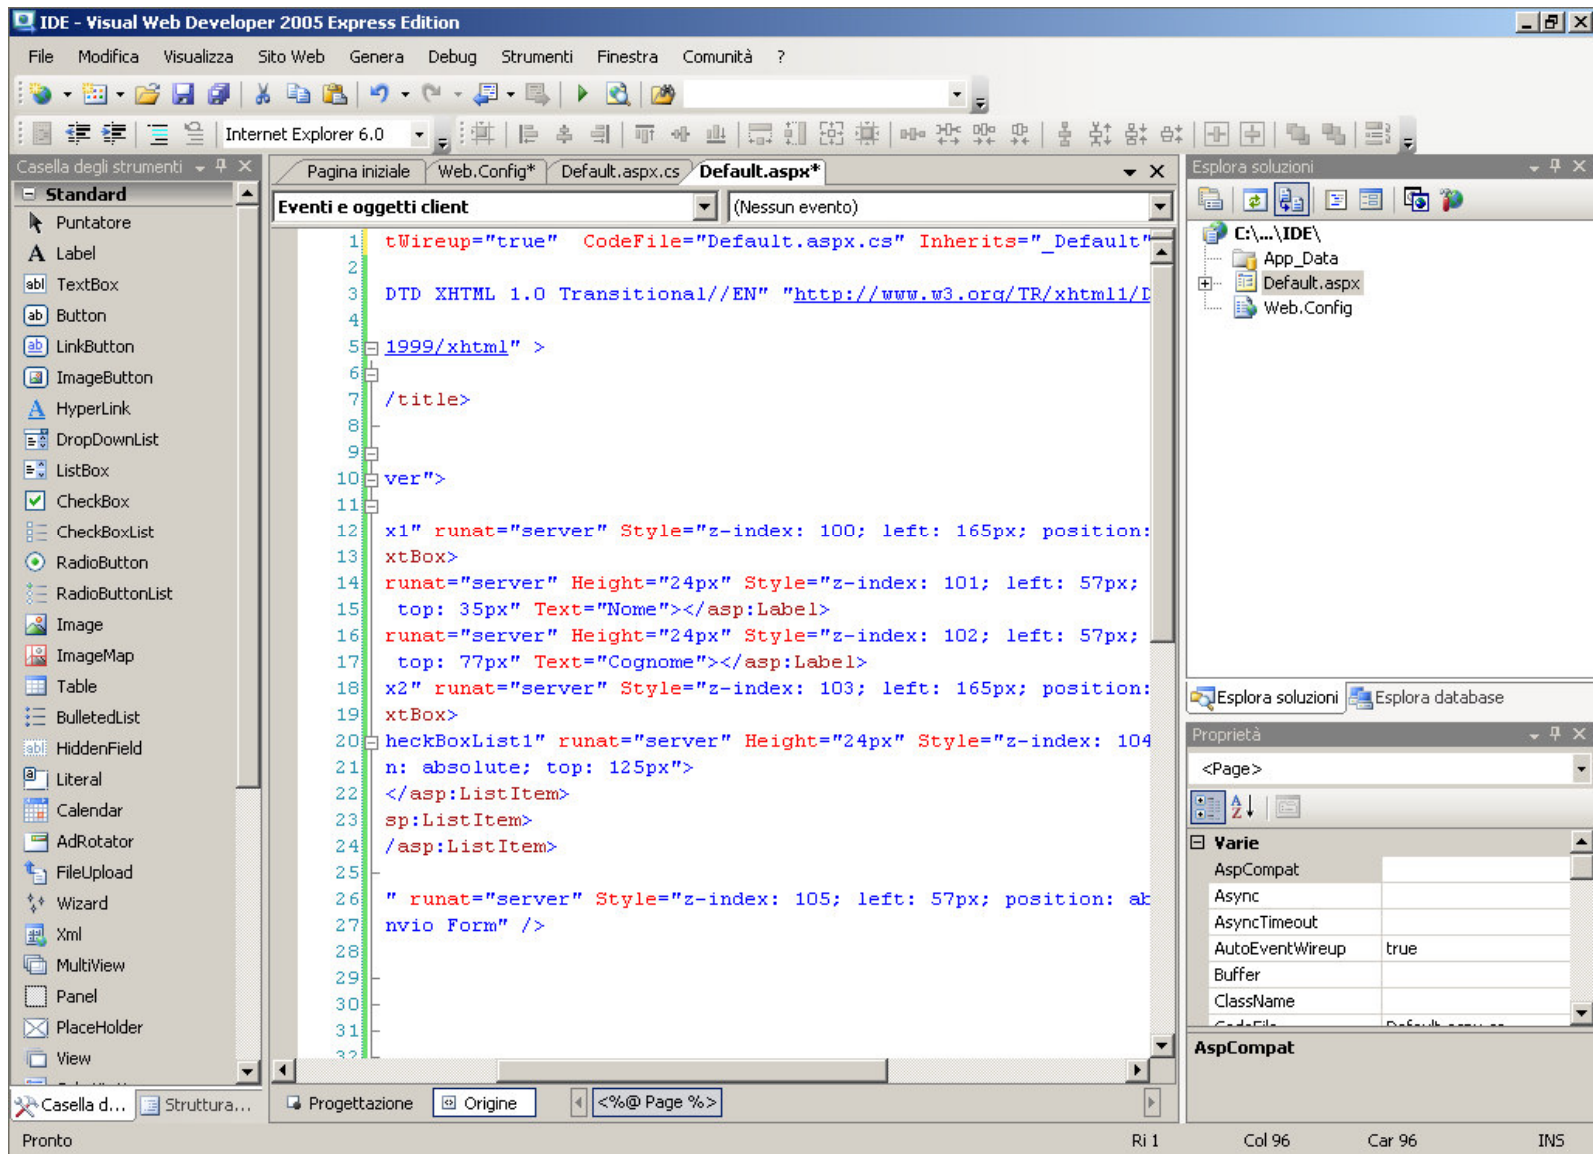 IDE - Visual Web Developer 2005 Express Edition
File Modifica Visualizza Sito Web Genera Debug Strumenti Finestra Comunità ?
Internet Explorer 6.0
Casella degli strumenti
Standard
Puntatore
A Label
abl TextBox
ab Button
ab LinkButton
ImageButton
A HyperLink
DropDownList
ListBox
CheckBox
CheckBoxList
RadioButton
RadioButtonList
Image
ImageMap
Table
BulletedList
abl HiddenField
Literal
Calendar
AdRotator
FileUpload
Wizard
Xml
MultiView
Panel
PlaceHolder
View
Casella d... Struttura...
Pagina iniziale Web.Config* Default.aspx.cs Default.aspx*
Eventi e oggetti client (Nessun evento)
1 tWireup="true"  CodeFile="Default.aspx.cs" Inherits="_Default"
2
3 DTD XHTML 1.0 Transitional//EN" "http://www.w3.org/TR/xhtml1/D
4
5 1999/xhtml" >
6
7 /title>
8
9
10 ver">
11
12 x1" runat="server" Style="z-index: 100; left: 165px; position:
13 xtBox>
14 runat="server" Height="24px" Style="z-index: 101; left: 57px;
15 top: 35px" Text="Nome"></asp:Label>
16 runat="server" Height="24px" Style="z-index: 102; left: 57px;
17 top: 77px" Text="Cognome"></asp:Label>
18 x2" runat="server" Style="z-index: 103; left: 165px; position:
19 xtBox>
20 heckBoxList1" runat="server" Height="24px" Style="z-index: 104
21 n: absolute; top: 125px">
22 </asp:ListItem>
23 sp:ListItem>
24 /asp:ListItem>
25
26 " runat="server" Style="z-index: 105; left: 57px; position: ab
27 nvio Form" />
28
29
30
31
32
Progettazione Origine <%@ Page %>
Esplora soluzioni
C:\...\IDE\
App_Data
Default.aspx
Web.Config
Esplora soluzioni Esplora database
Proprietà
<Page>
Varie
AspCompat
Async
AsyncTimeout
AutoEventWireup true
Buffer
ClassName
CodeFile Default.aspx.cs
AspCompat
Pronto Ri 1 Col 96 Car 96 INS